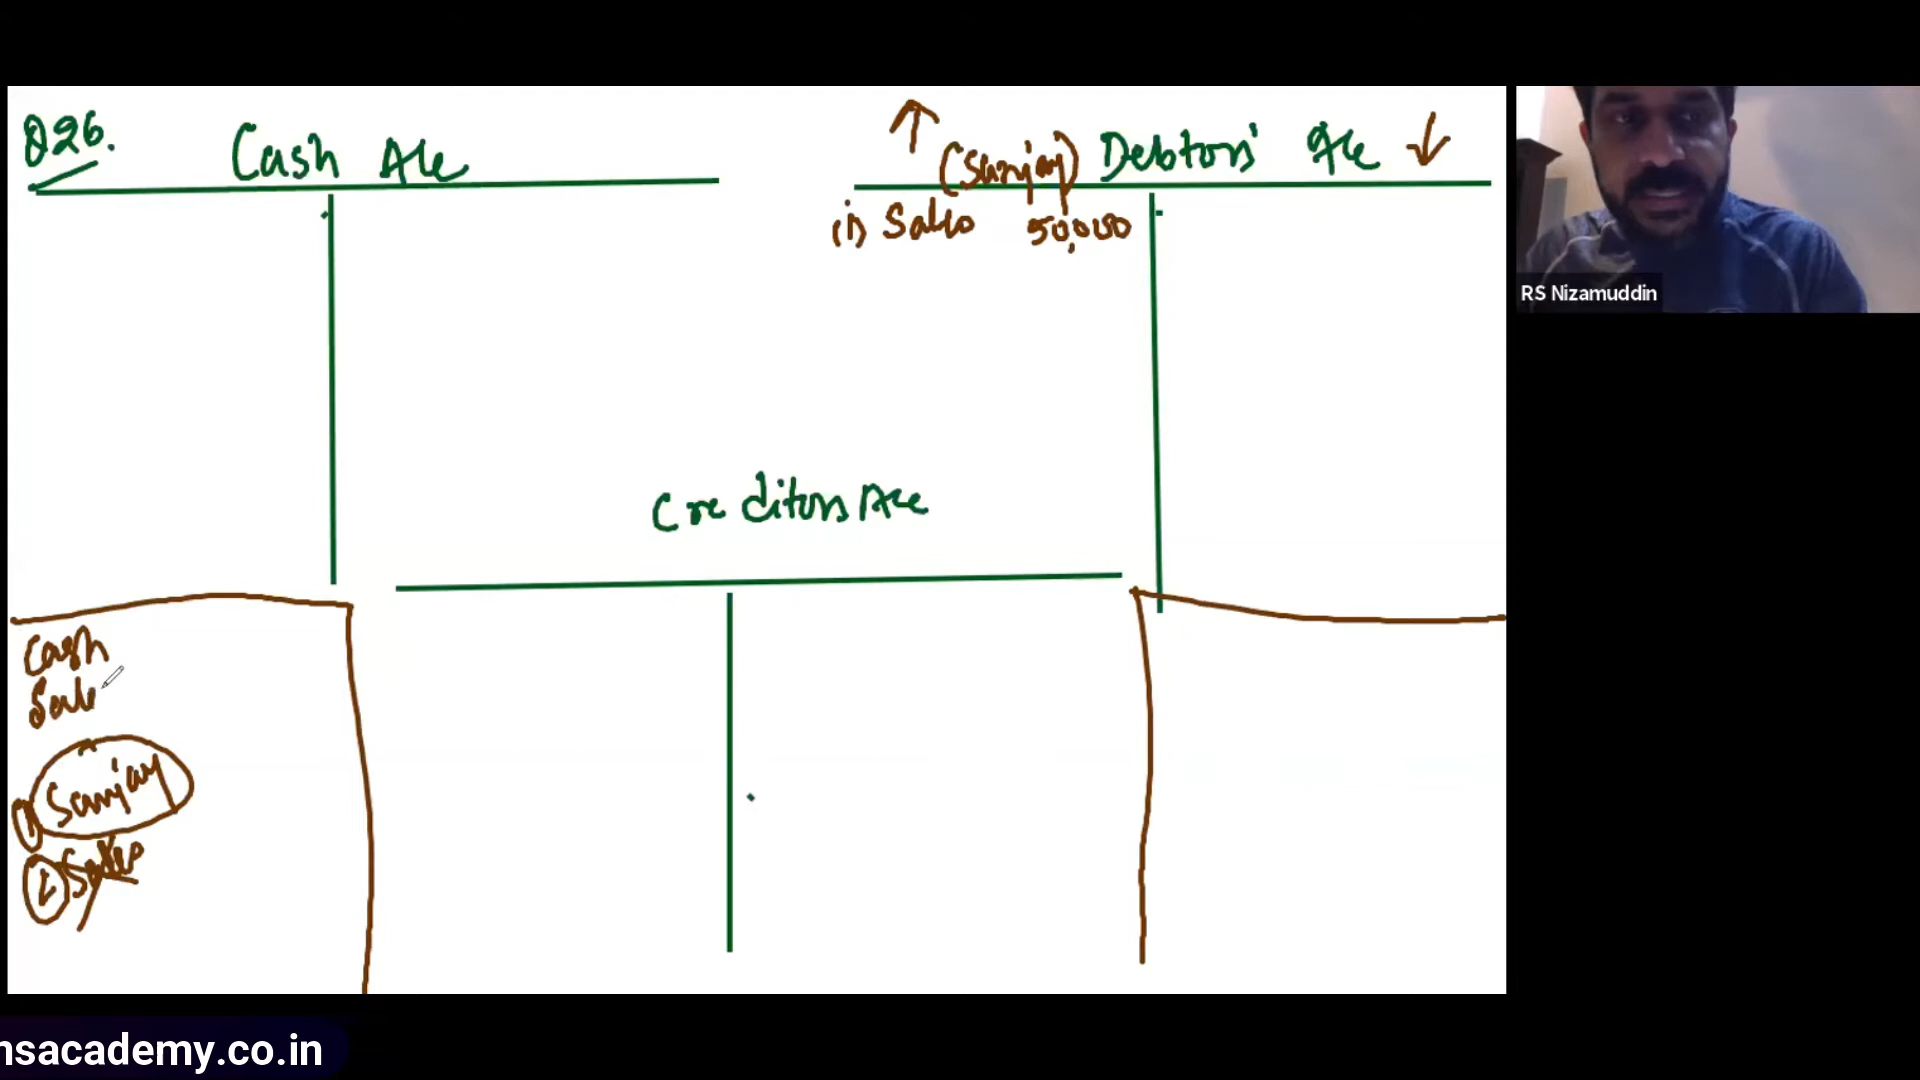 Q26.
Cash A/c
(Sanjay) Debtors' A/c
(i) Sales 50,000
Creditors A/c
Cash
Sale
1 Sanjay
2 Sales
RS Nizamuddin
nsacademy.co.in